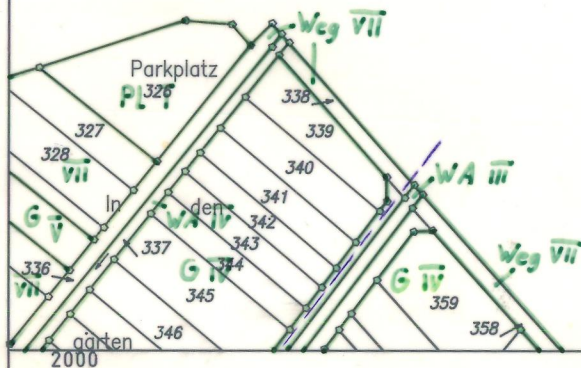 Weg VII
Parkplatz
326
PL I
338
339
327
328
VII
340
WA III
In
den
341
G V
WA IV
342
337
343
344
G IV
Weg VII
336
345
G IV
359
VII
346
358
gärten
2000